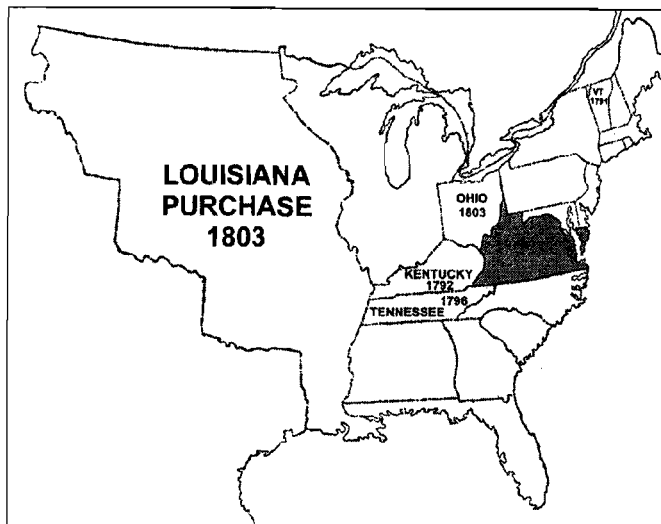 LOUISIANA
PURCHASE
1803
VT
1791
OHIO
1803
KENTUCKY
1792
1796
TENNESSEE